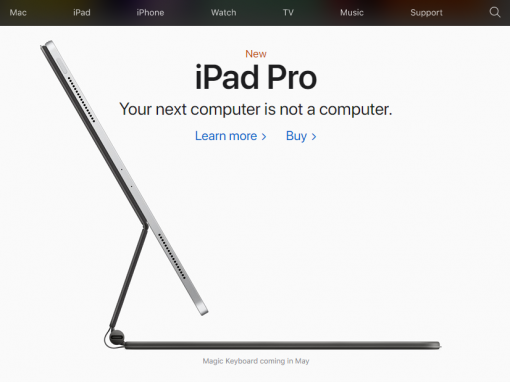 Mac iPad iPhone Watch TV Music Support
New
iPad Pro
Your next computer is not a computer.
Learn more > Buy >
Magic Keyboard coming in May